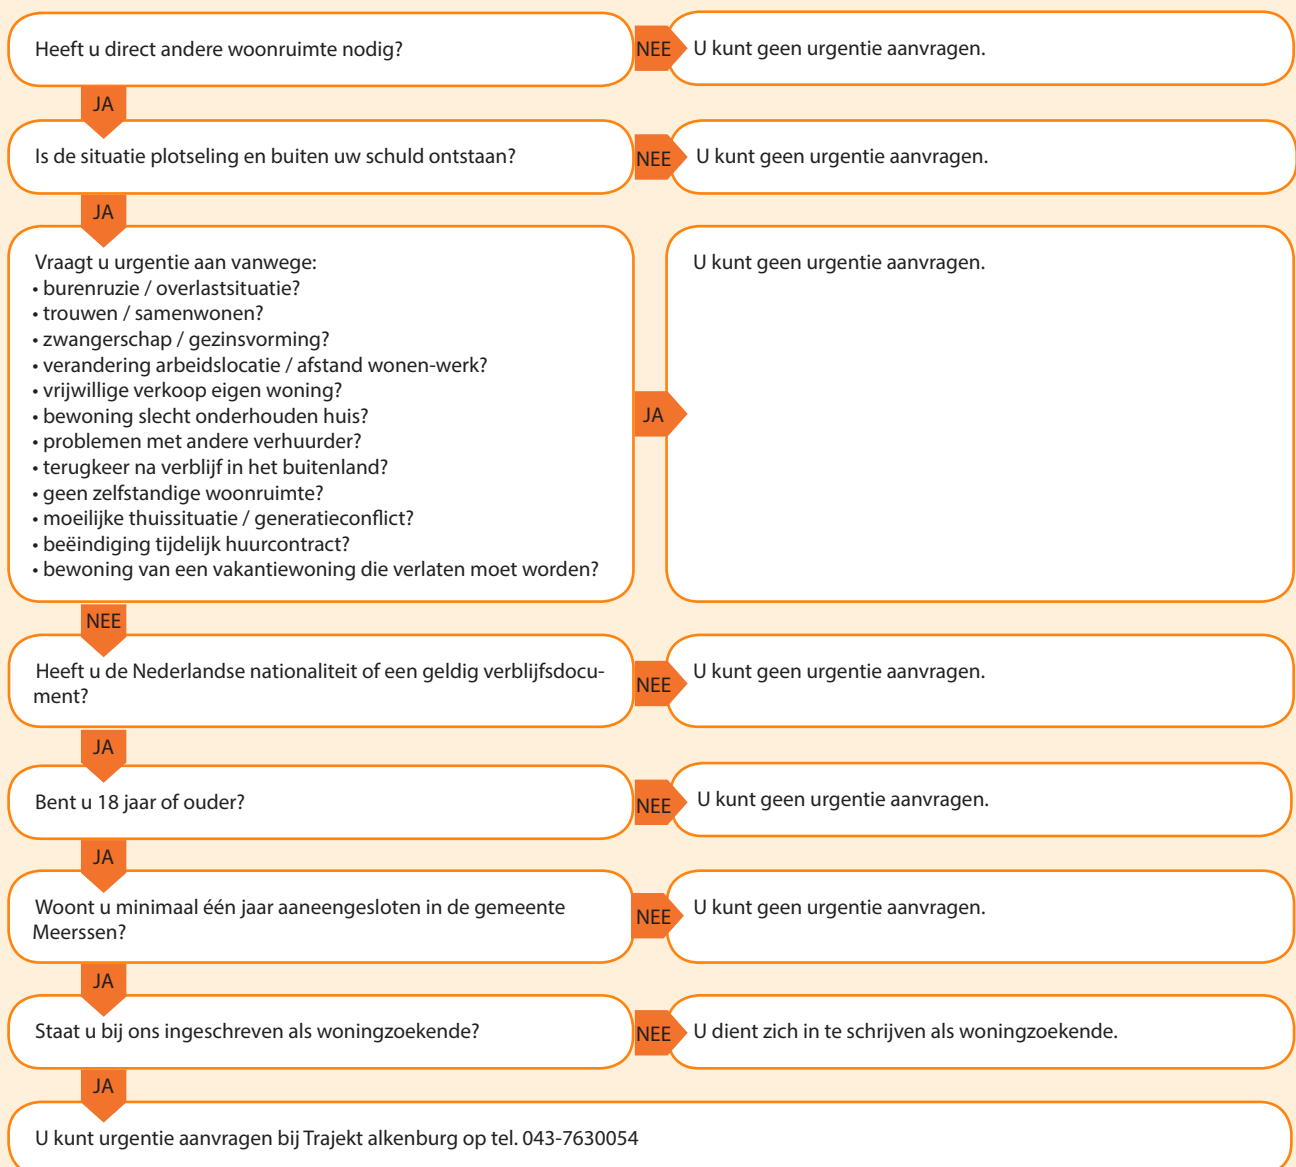 Heeft u direct andere woonruimte nodig?
NEE
U kunt geen urgentie aanvragen.
JA
Is de situatie plotseling en buiten uw schuld ontstaan?
NEE
U kunt geen urgentie aanvragen.
JA
Vraagt u urgentie aan vanwege:
• burenruzie / overlastsituatie?
• trouwen / samenwonen?
• zwangerschap / gezinsvorming?
• verandering arbeidslocatie / afstand wonen-werk?
• vrijwillige verkoop eigen woning?
• bewoning slecht onderhouden huis?
• problemen met andere verhuurder?
• terugkeer na verblijf in het buitenland?
• geen zelfstandige woonruimte?
• moeilijke thuissituatie / generatieconflict?
• beëindiging tijdelijk huurcontract?
• bewoning van een vakantiewoning die verlaten moet worden?
JA
U kunt geen urgentie aanvragen.
NEE
Heeft u de Nederlandse nationaliteit of een geldig verblijfsdocu-
ment?
NEE
U kunt geen urgentie aanvragen.
JA
Bent u 18 jaar of ouder?
NEE
U kunt geen urgentie aanvragen.
JA
Woont u minimaal één jaar aaneengesloten in de gemeente
Meerssen?
NEE
U kunt geen urgentie aanvragen.
JA
Staat u bij ons ingeschreven als woningzoekende?
NEE
U dient zich in te schrijven als woningzoekende.
JA
U kunt urgentie aanvragen bij Trajekt alkenburg op tel. 043-7630054